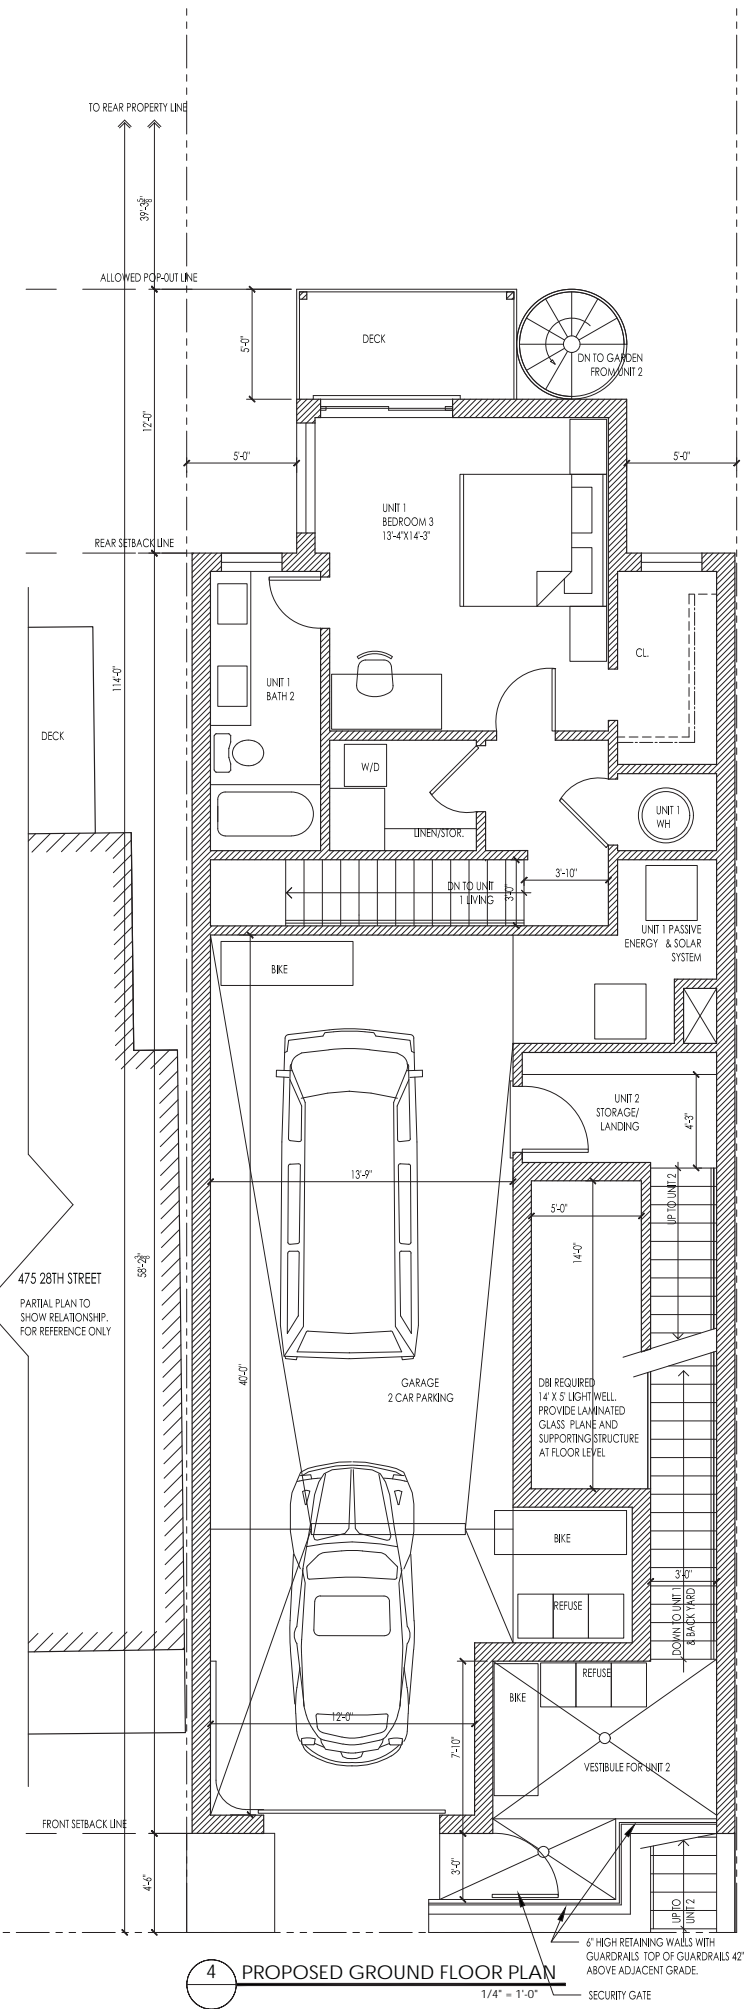 TO REAR PROPERTY LINE
39'-3⅝"
ALLOWED POP-OUT LINE
5'-0"
DECK
DN TO GARDEN
FROM UNIT 2
12'-0"
5'-0"
5'-0"
UNIT 1
BEDROOM 3
13'-4"X14'-3"
REAR SETBACK LINE
CL.
114'-0"
UNIT 1
BATH 2
DECK
W/D
UNIT 1
WH
LINEN/STOR.
3'-10"
DN TO UNIT
1 LIVING
3'-0"
UNIT 1 PASSIVE
ENERGY & SOLAR
SYSTEM
BIKE
UNIT 2
STORAGE/
LANDING
4'-3"
13'-9"
UP TO UNIT 2
5'-0"
14'-0"
475 28TH STREET
PARTIAL PLAN TO
SHOW RELATIONSHIP.
FOR REFERENCE ONLY
40'-0"
GARAGE
2 CAR PARKING
DBI REQUIRED
14' X 5' LIGHT WELL.
PROVIDE LAMINATED
GLASS PLANE AND
SUPPORTING STRUCTURE
AT FLOOR LEVEL
BIKE
3'-0"
REFUSE
DOWN TO UNIT 1
& BACK YARD
REFUSE
BIKE
12'-0"
7'-10"
VESTIBULE FOR UNIT 2
FRONT SETBACK LINE
4'-6"
3'-0"
UP TO
UNIT 2
6" HIGH RETAINING WALLS WITH
GUARDRAILS TOP OF GUARDRAILS 42"
ABOVE ADJACENT GRADE.
4 PROPOSED GROUND FLOOR PLAN
1/4" = 1'-0"
SECURITY GATE